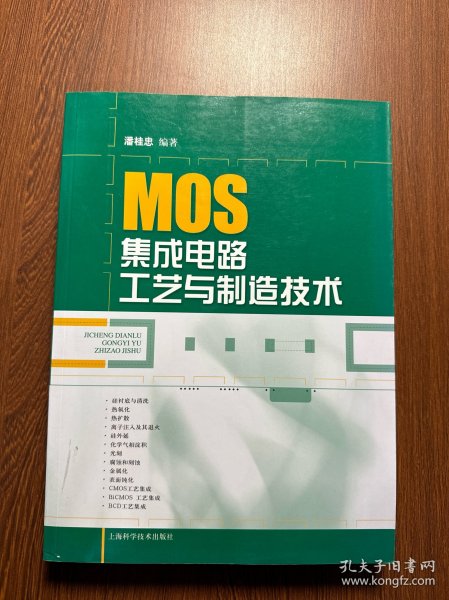 潘桂忠 编著
MOS
集成电路
工艺与制造技术
JICHENG DIANLU
GONGYI YU
ZHIZAO JISHU
· 硅衬底与清洗
· 热氧化
· 热扩散
· 离子注入及其退火
· 硅外延
· 化学气相淀积
· 光刻
· 腐蚀和刻蚀
· 金属化
· 表面钝化
· CMOS工艺集成
· BiCMOS 工艺集成
· BCD工艺集成
上海科学技术出版社
孔夫子旧书网
www.kongfz.com